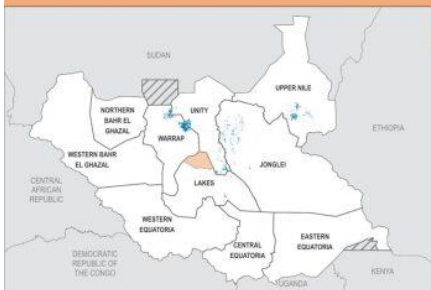 SUDAN
UPPER NILE
UNITY
NORTHERN
BAHR EL
GHAZAL
WARRAP
ETHIOPIA
WESTERN BAHR
EL GHAZAL
JONGLEI
LAKES
CENTRAL
AFRICAN
REPUBLIC
WESTERN
EQUATORIA
EASTERN
EQUATORIA
CENTRAL
EQUATORIA
DEMOCRATIC
REPUBLIC OF
THE CONGO
KENYA
UGANDA